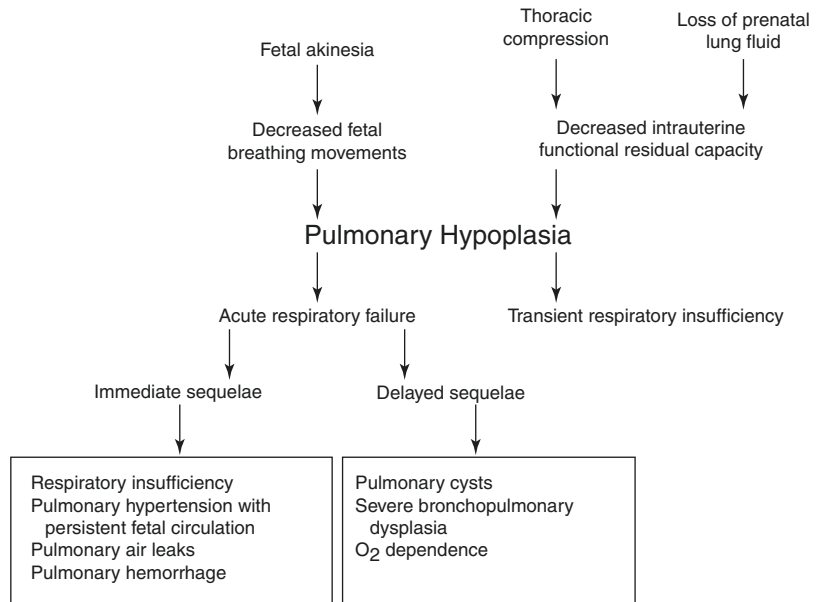 Thoracic
compression
Loss of prenatal
lung fluid
Fetal akinesia
Decreased fetal
breathing movements
Decreased intrauterine
functional residual capacity
Pulmonary Hypoplasia
Acute respiratory failure
Transient respiratory insufficiency
Immediate sequelae
Delayed sequelae
Respiratory insufficiency
Pulmonary hypertension with
persistent fetal circulation
Pulmonary air leaks
Pulmonary hemorrhage
Pulmonary cysts
Severe bronchopulmonary
dysplasia
O2 dependence